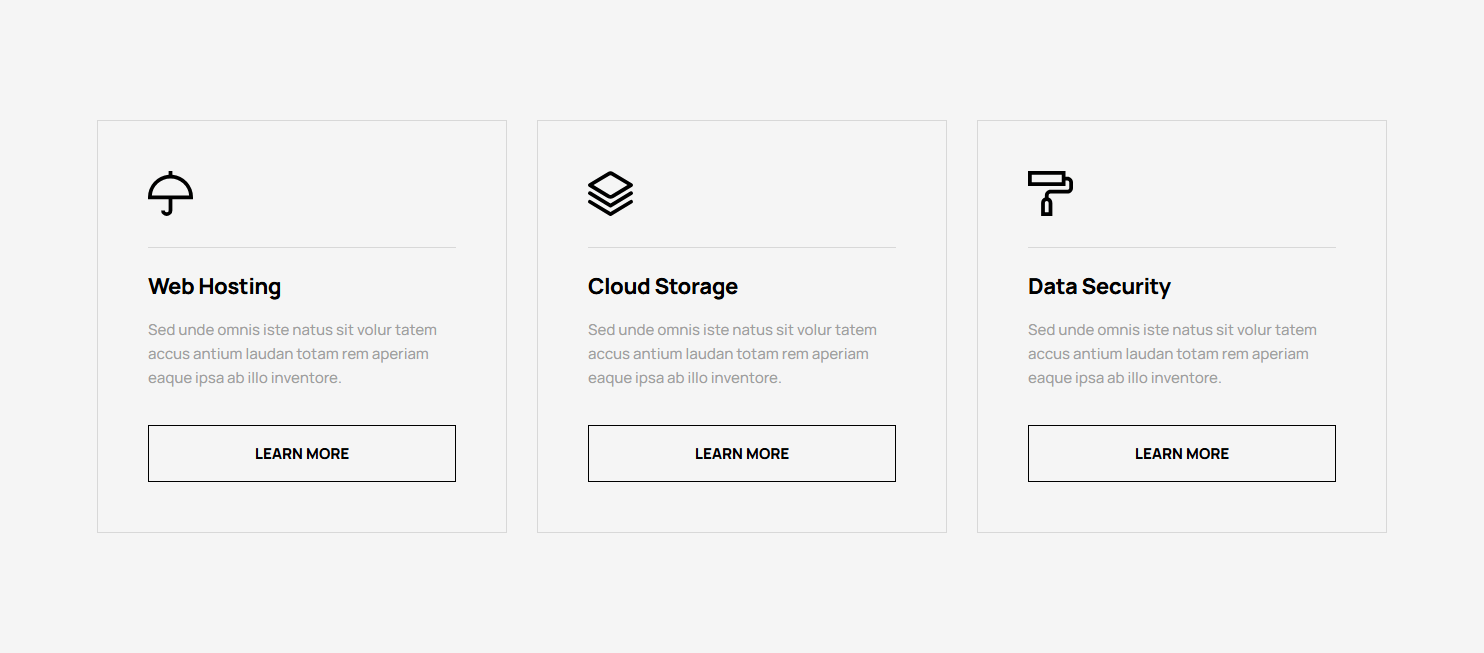 Web Hosting
Sed unde omnis iste natus sit volur tatem
accus antium laudan totam rem aperiam
eaque ipsa ab illo inventore.
LEARN MORE
Cloud Storage
Sed unde omnis iste natus sit volur tatem
accus antium laudan totam rem aperiam
eaque ipsa ab illo inventore.
LEARN MORE
Data Security
Sed unde omnis iste natus sit volur tatem
accus antium laudan totam rem aperiam
eaque ipsa ab illo inventore.
LEARN MORE